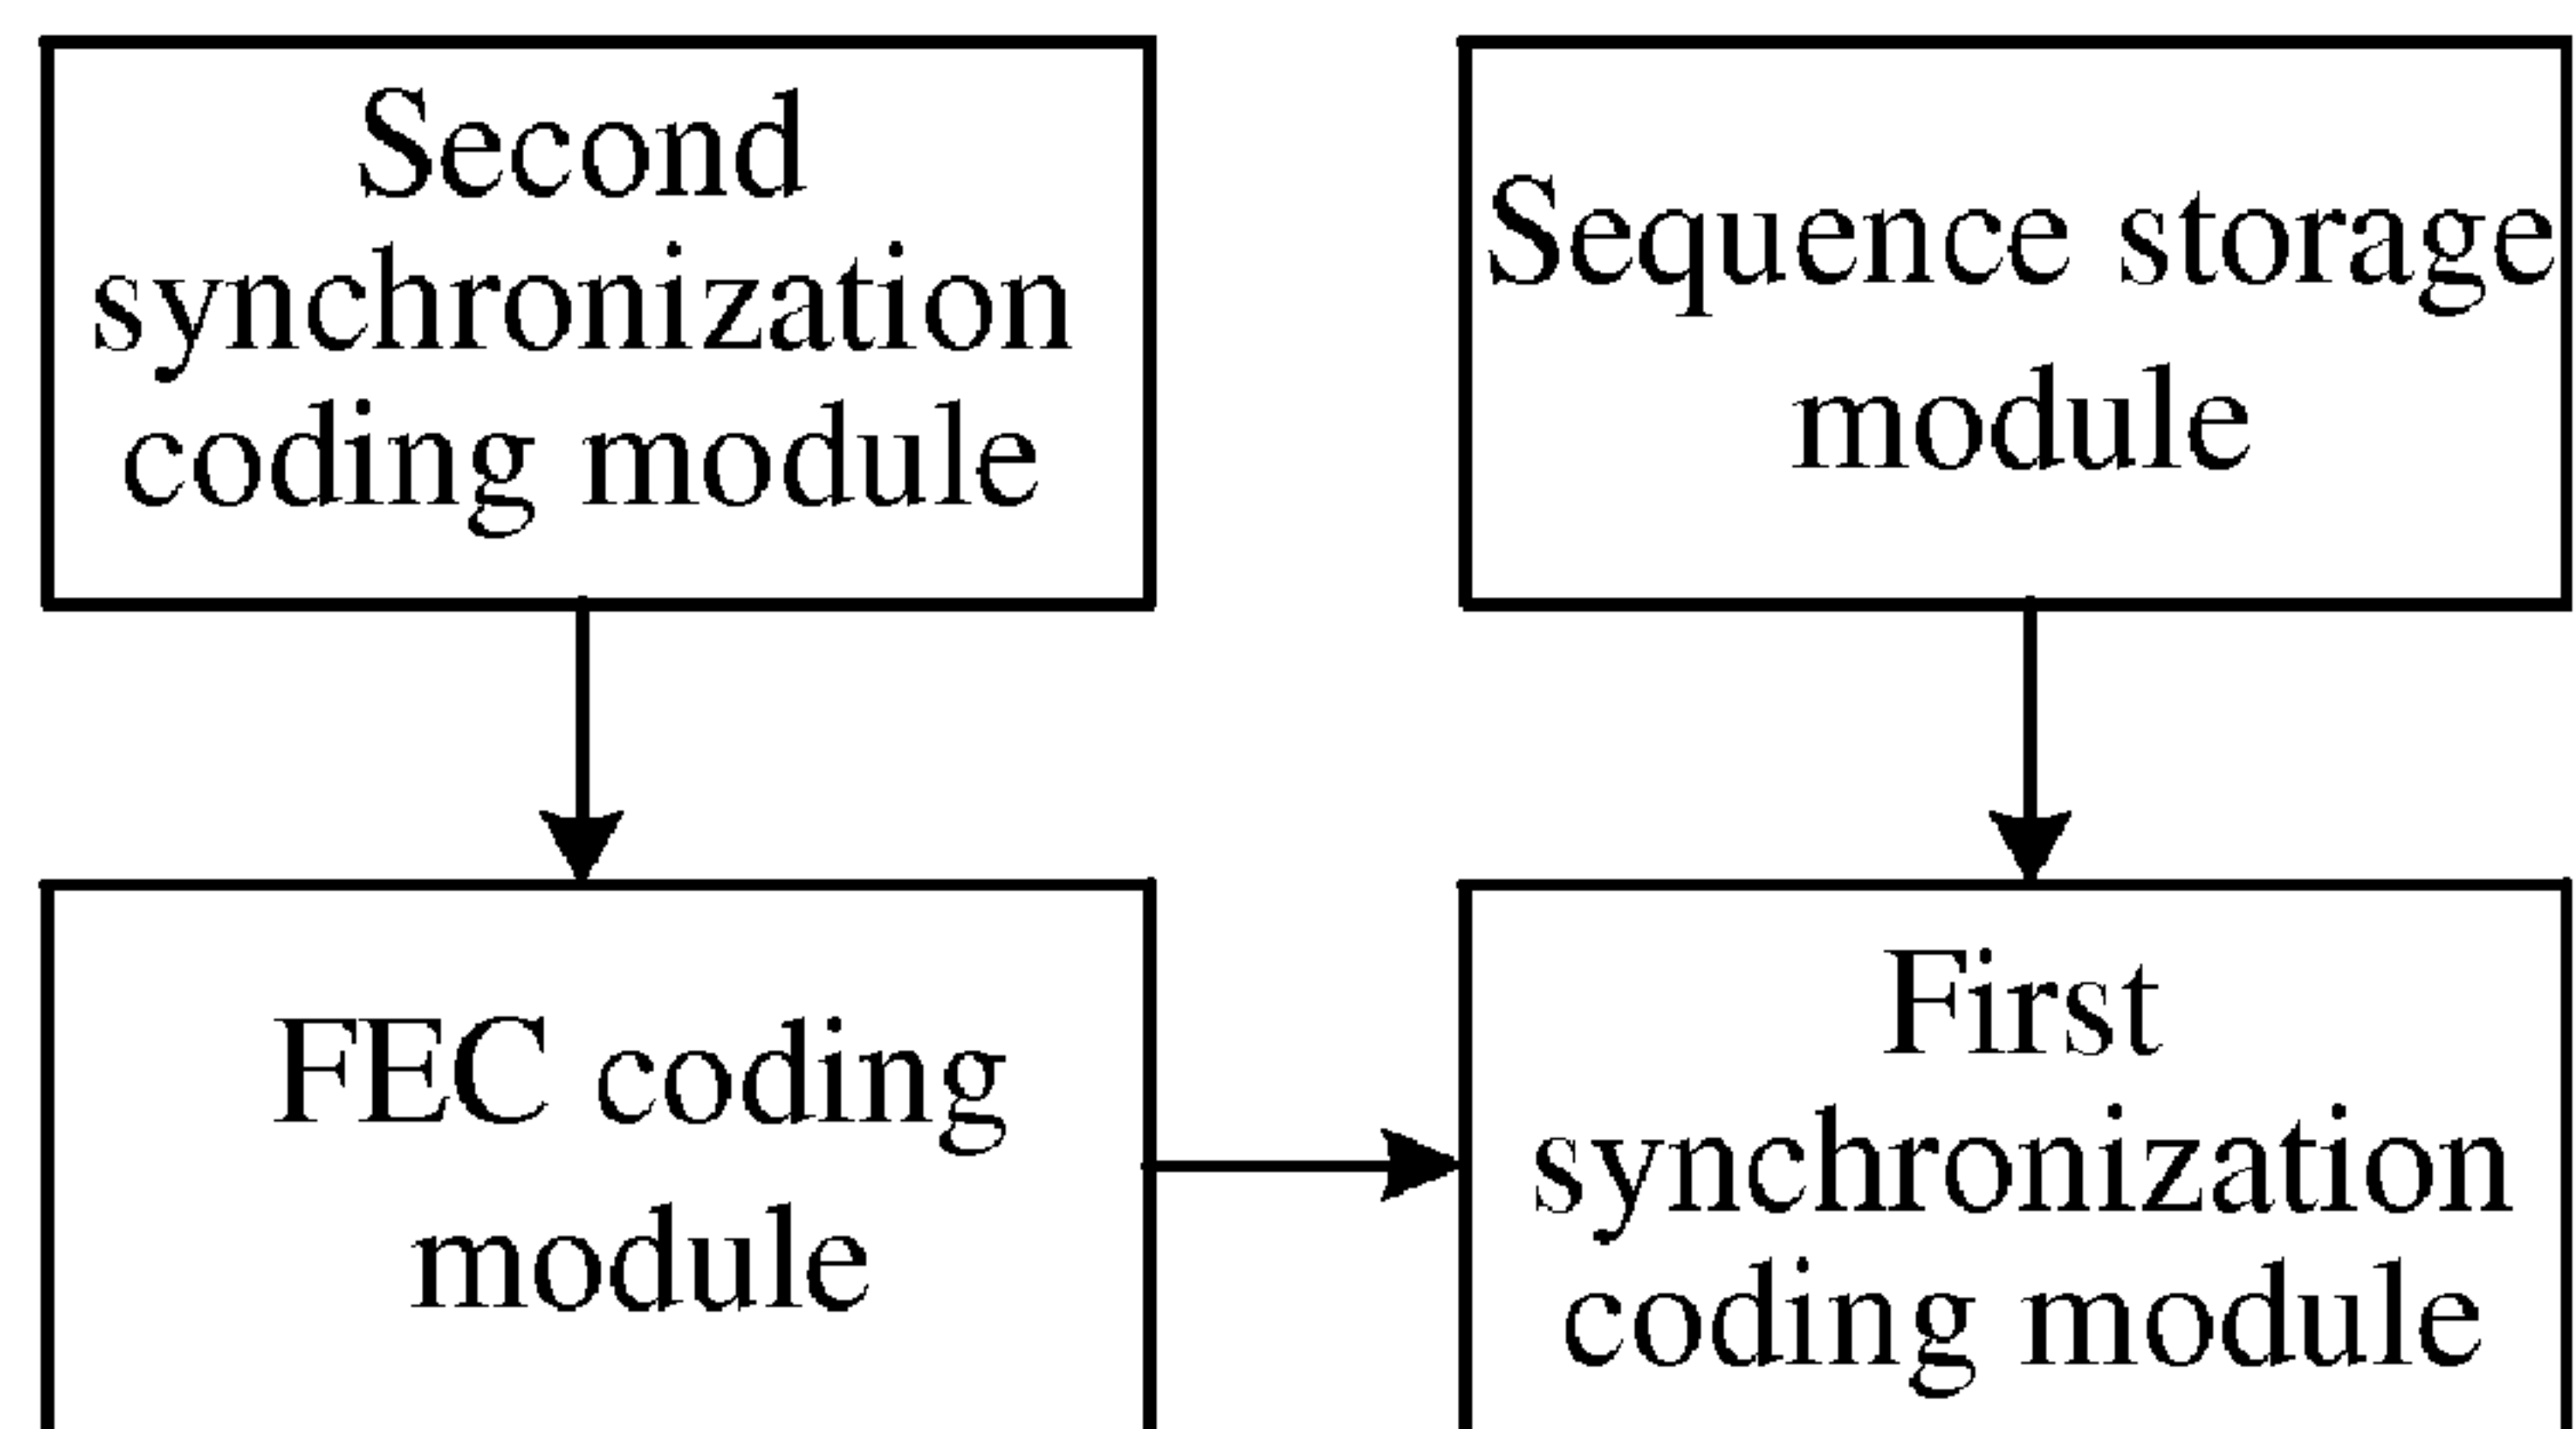 Second
synchronization
coding module
Sequence storage
module
FEC coding
module
First
synchronization
coding module